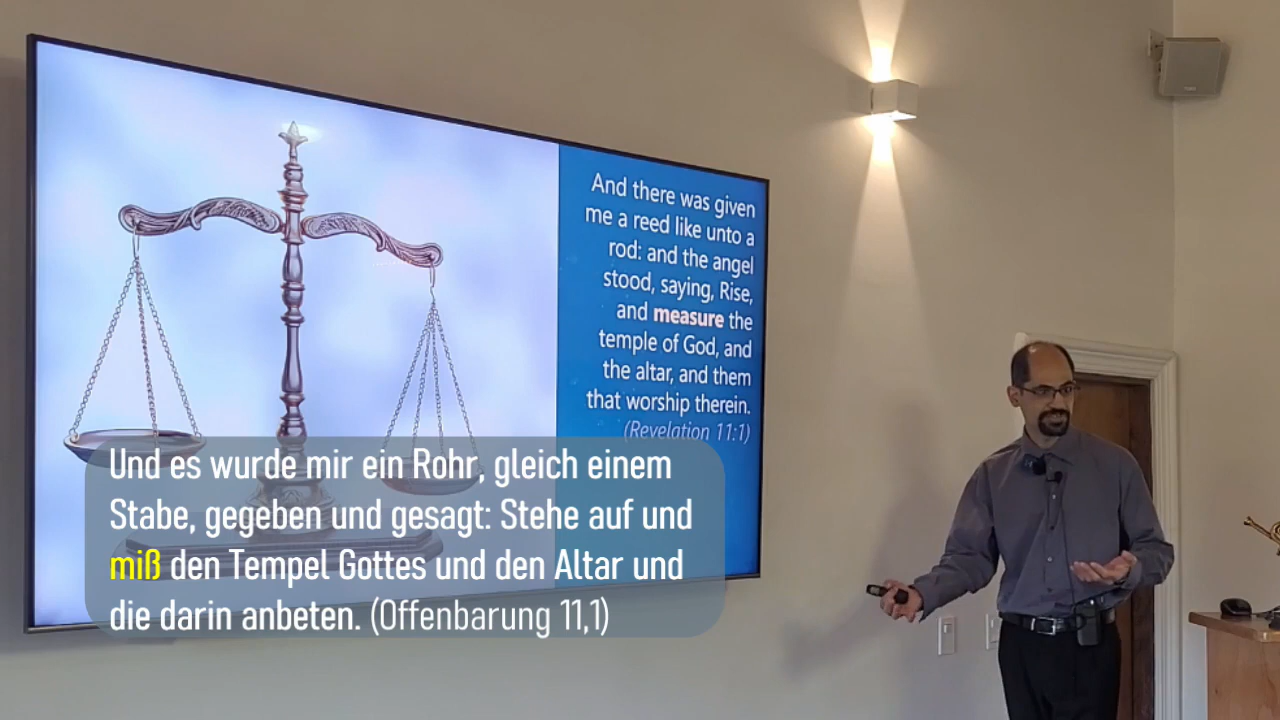 And there was given
me a reed like unto a
rod: and the angel
stood, saying, Rise,
and measure the
temple of God, and
the altar, and them
that worship therein.
(Revelation 11:1)
Und es wurde mir ein Rohr, gleich einem
Stabe, gegeben und gesagt: Stehe auf und
miß den Tempel Gottes und den Altar und
die darin anbeten. (Offenbarung 11,1)